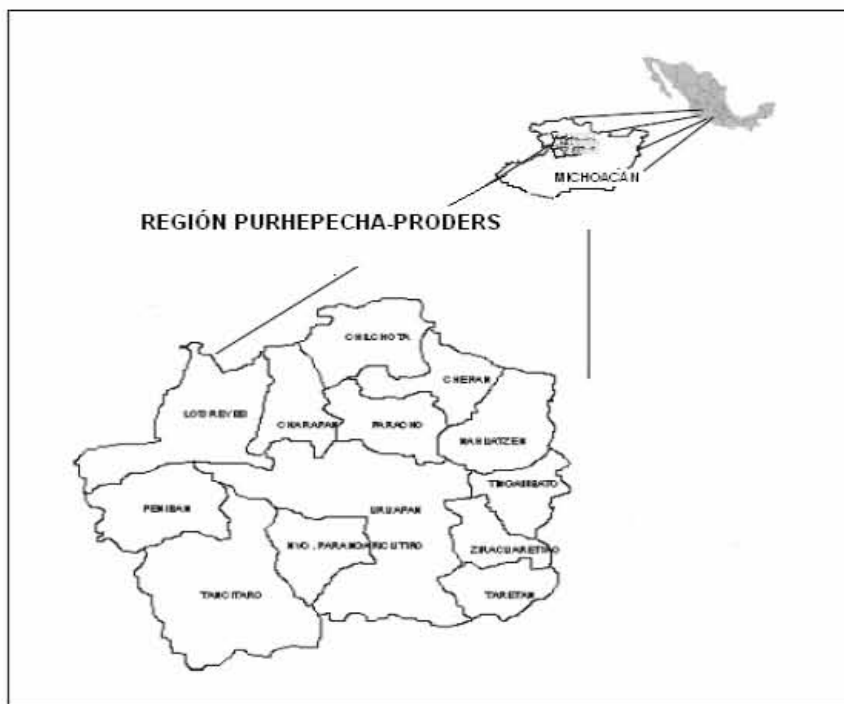 MICHOACÁN
REGIÓN PURHEPECHA-PRODERS
CHILCHOTA
CHERAN
LOS REYES
CHARAPAN
PARACHO
NAHUATZEN
TINGAMBATO
PERIBAN
URUAPAN
NVO. PARANGARICUTIRO
ZIRACUARETIRO
TANCITARO
TARETAN